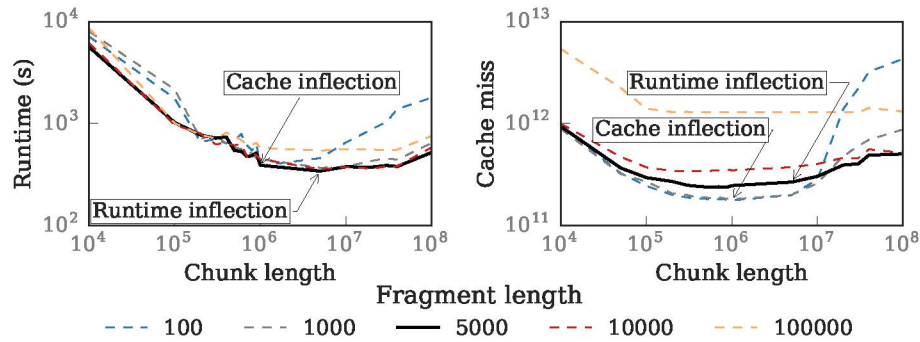 10^4
10^3
10^2
Runtime (s)
Cache inflection
Runtime inflection
10^4 10^5 10^6 10^7 10^8
Chunk length
10^13
10^12
10^11
Cache miss
Runtime inflection
Cache inflection
10^4 10^5 10^6 10^7 10^8
Chunk length
Fragment length
100 1000 5000 10000 100000